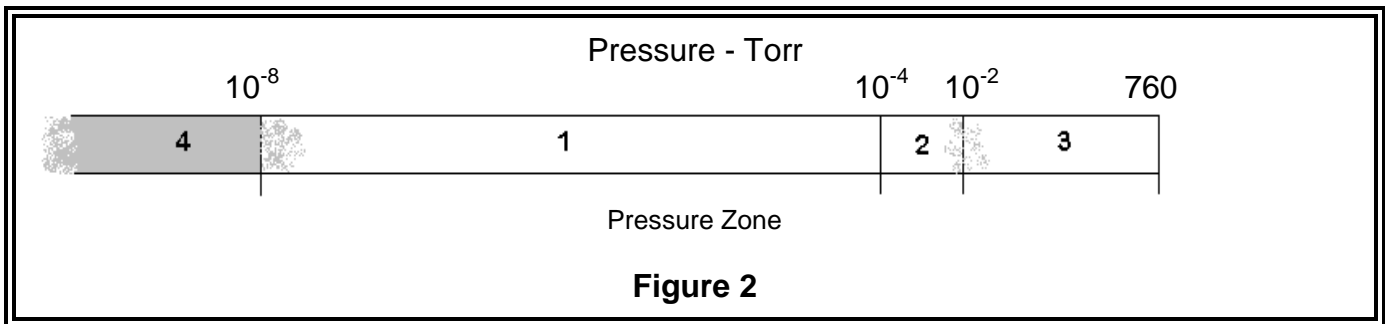 Pressure - Torr
10⁻⁸ 10⁻⁴ 10⁻² 760
4 1 2 3
Pressure Zone
Figure 2